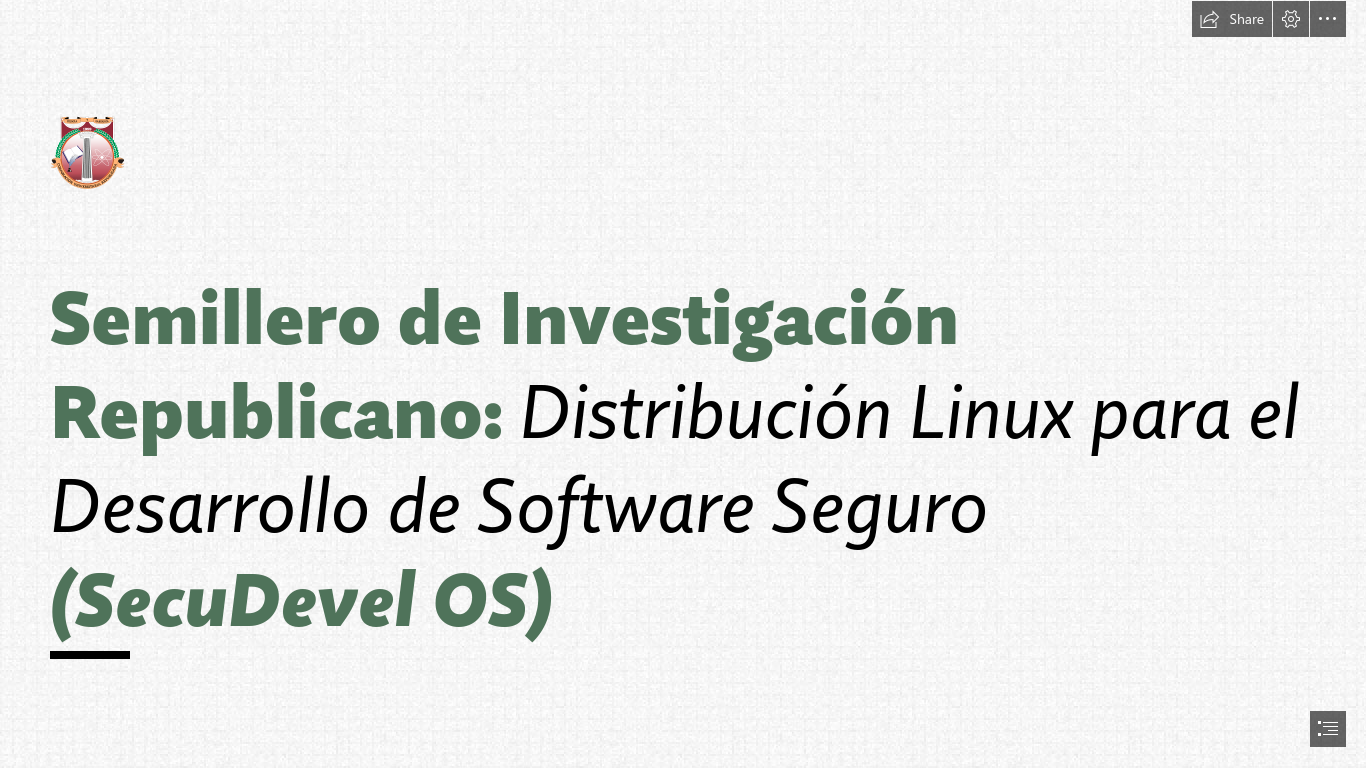 Share
Semillero de Investigación
Republicano: Distribución Linux para el
Desarrollo de Software Seguro
(SecuDevel OS)